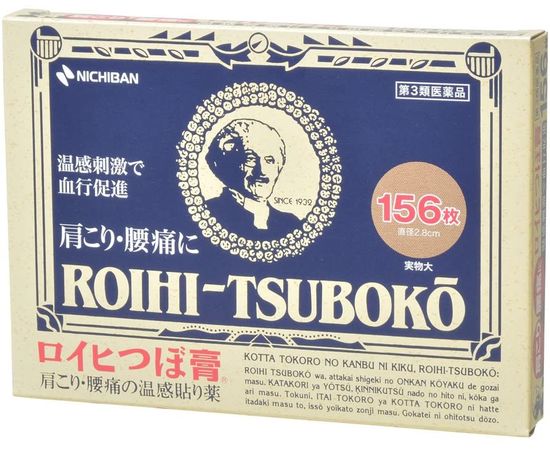 NICHIBAN
第3類医薬品
温感刺激で
血行促進
SINCE 1932
156枚
直径2.8cm
実物大
肩こり・腰痛に
ROIHI-TSUBOKŌ
ロイヒつぼ膏®
肩こり・腰痛の温感貼り薬
KOTTA TOKORO NO KANBU NI KIKU, ROIHI-TSUBOKŌ:
ROIHI TSUBOKŌ wa, attakai shigeki no ONKAN KŌYAKU de gozai
masu. KATAKORI ya YŌTSŪ, KINNIKUTSŪ nado no hito ni, kōka ga
ari masu. Tokuni, ITAI TOKORO ya KOTTA TOKORO ni hatte
itadaki masu to, issō yoikato zonji masu. Gokatei ni ohitotsu dōzo.